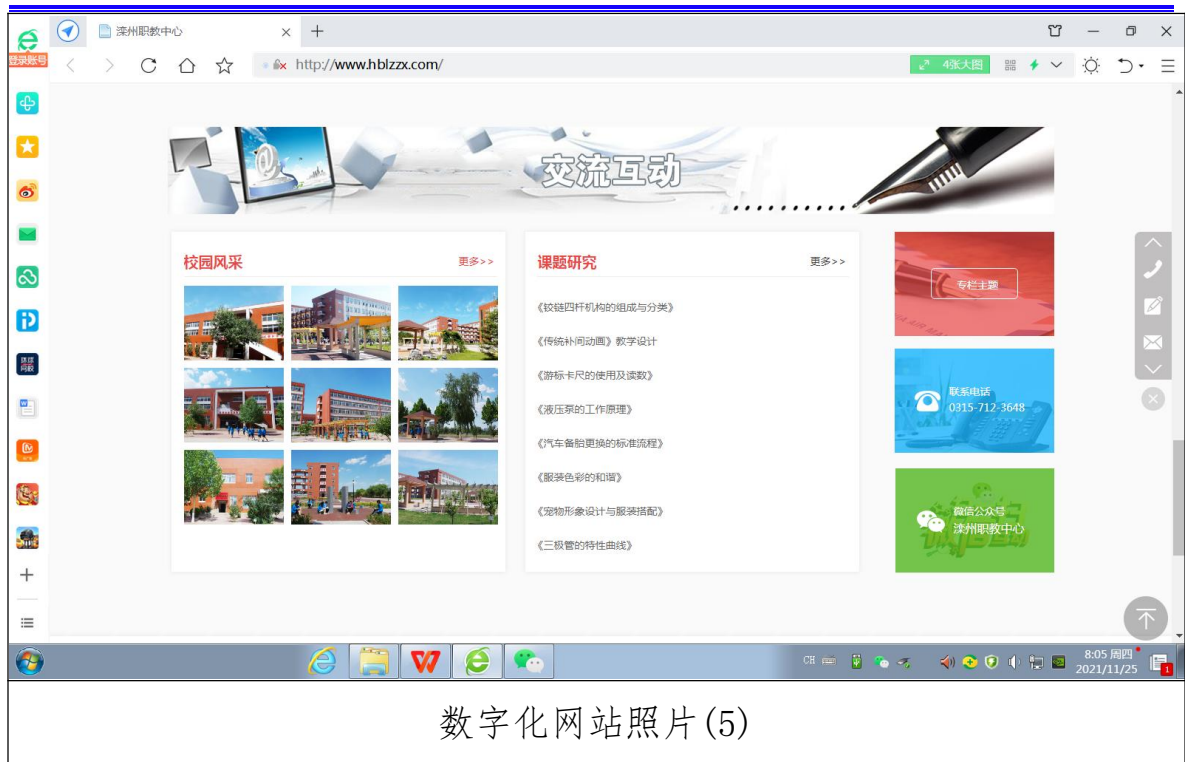 滦州职教中心
登录账号
http://www.hblzzx.com/
4张大图
交流互动
校园风采
更多>>
课题研究
更多>>
《铰链四杆机构的组成与分类》
《传统补间动画》教学设计
《游标卡尺的使用及读数》
《液压泵的工作原理》
《汽车备胎更换的标准流程》
《服装色彩的和谐》
《宠物形象设计与服装搭配》
《三极管的特性曲线》
专栏主题
联系电话
0315-712-3648
微信公众号
滦州职教中心
CH
8:05 周四
2021/11/25
1
数字化网站照片(5)